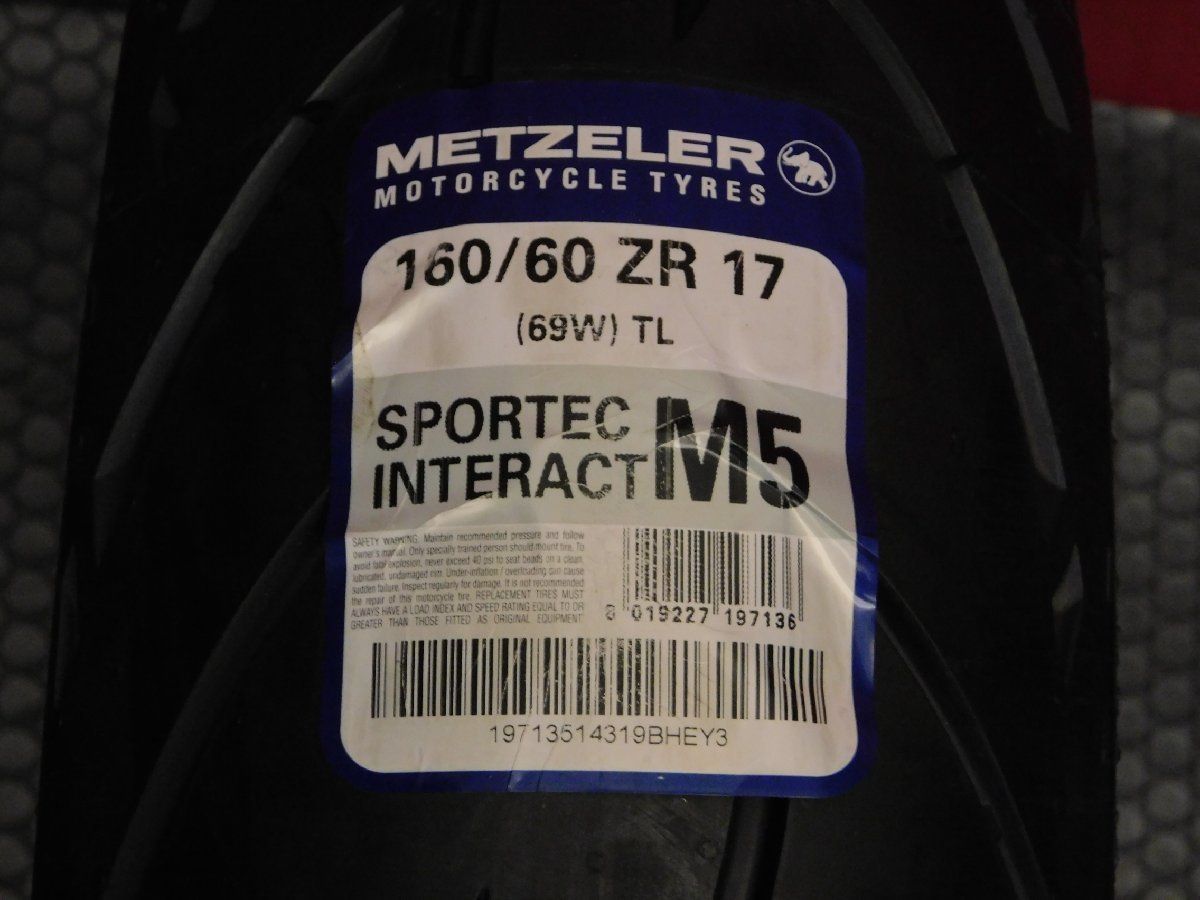 METZELER
MOTORCYCLE TYRES
160/60 ZR 17
(69W) TL
SPORTEC
INTERACT M5
SAFETY WARNING. Maintain recommended pressure and follow
owner's manual. Only specially trained person should mount tire. To
avoid fatal explosion, never exceed 40 psi to seat beads on a clean,
lubricated, undamaged rim. Under-inflation / overloading can cause
sudden failure. Inspect regularly for damage. It is not recommended
the repair of this motorcycle tire. REPLACEMENT TIRES MUST
ALWAYS HAVE A LOAD INDEX AND SPEED RATING EQUAL TO OR
GREATER THAN THOSE FITTED AS ORIGINAL EQUIPMENT
8 019227 197136
19713514319BHEY3